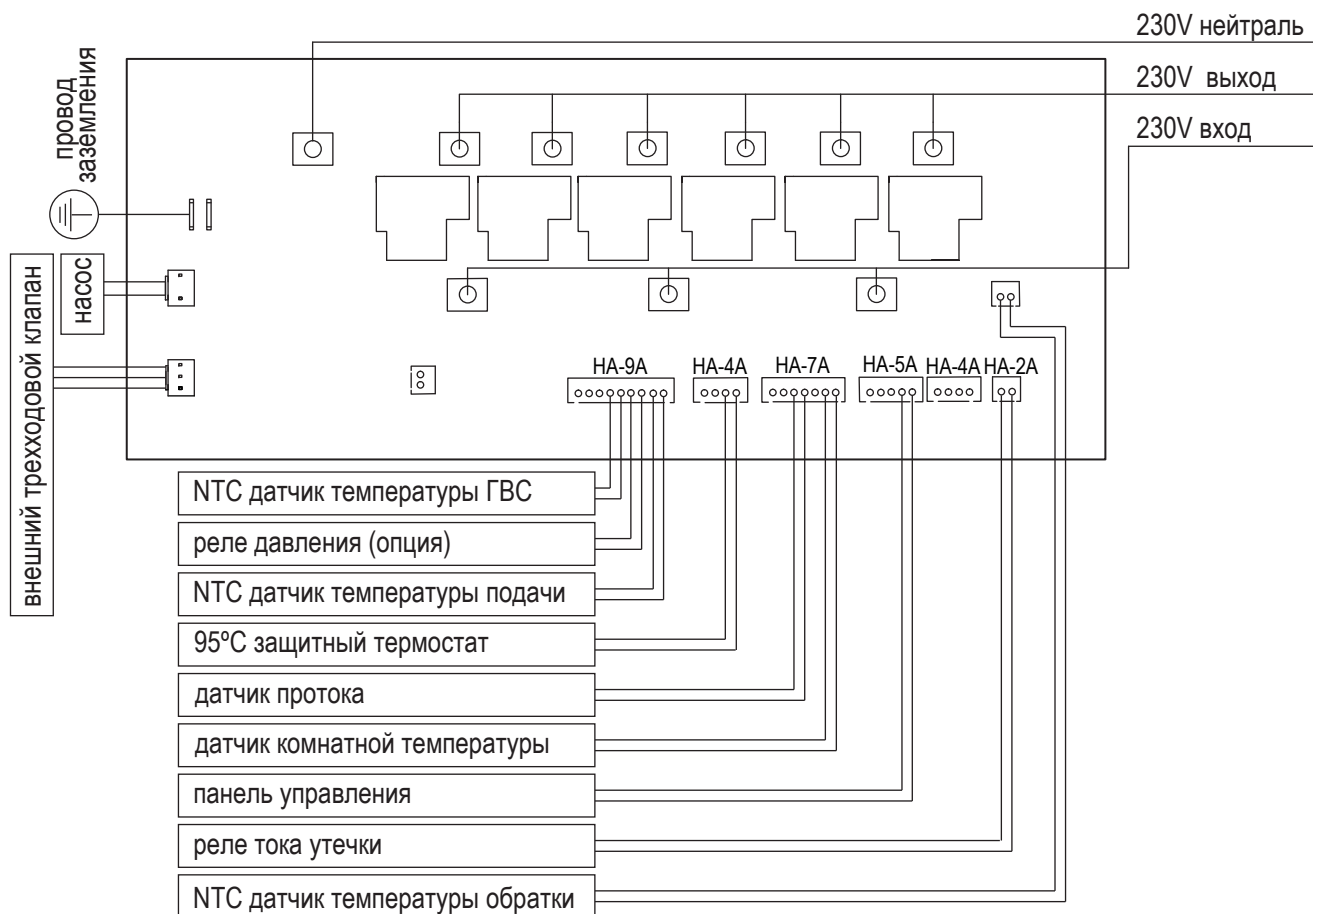 230V нейтраль
230V выход
230V вход
провод
заземления
насос
внешний трехходовой клапан
HA-9A
HA-4A
HA-7A
HA-5A
HA-4A
HA-2A
NTC датчик температуры ГВС
реле давления (опция)
NTC датчик температуры подачи
95ºC защитный термостат
датчик протока
датчик комнатной температуры
панель управления
реле тока утечки
NTC датчик температуры обратки